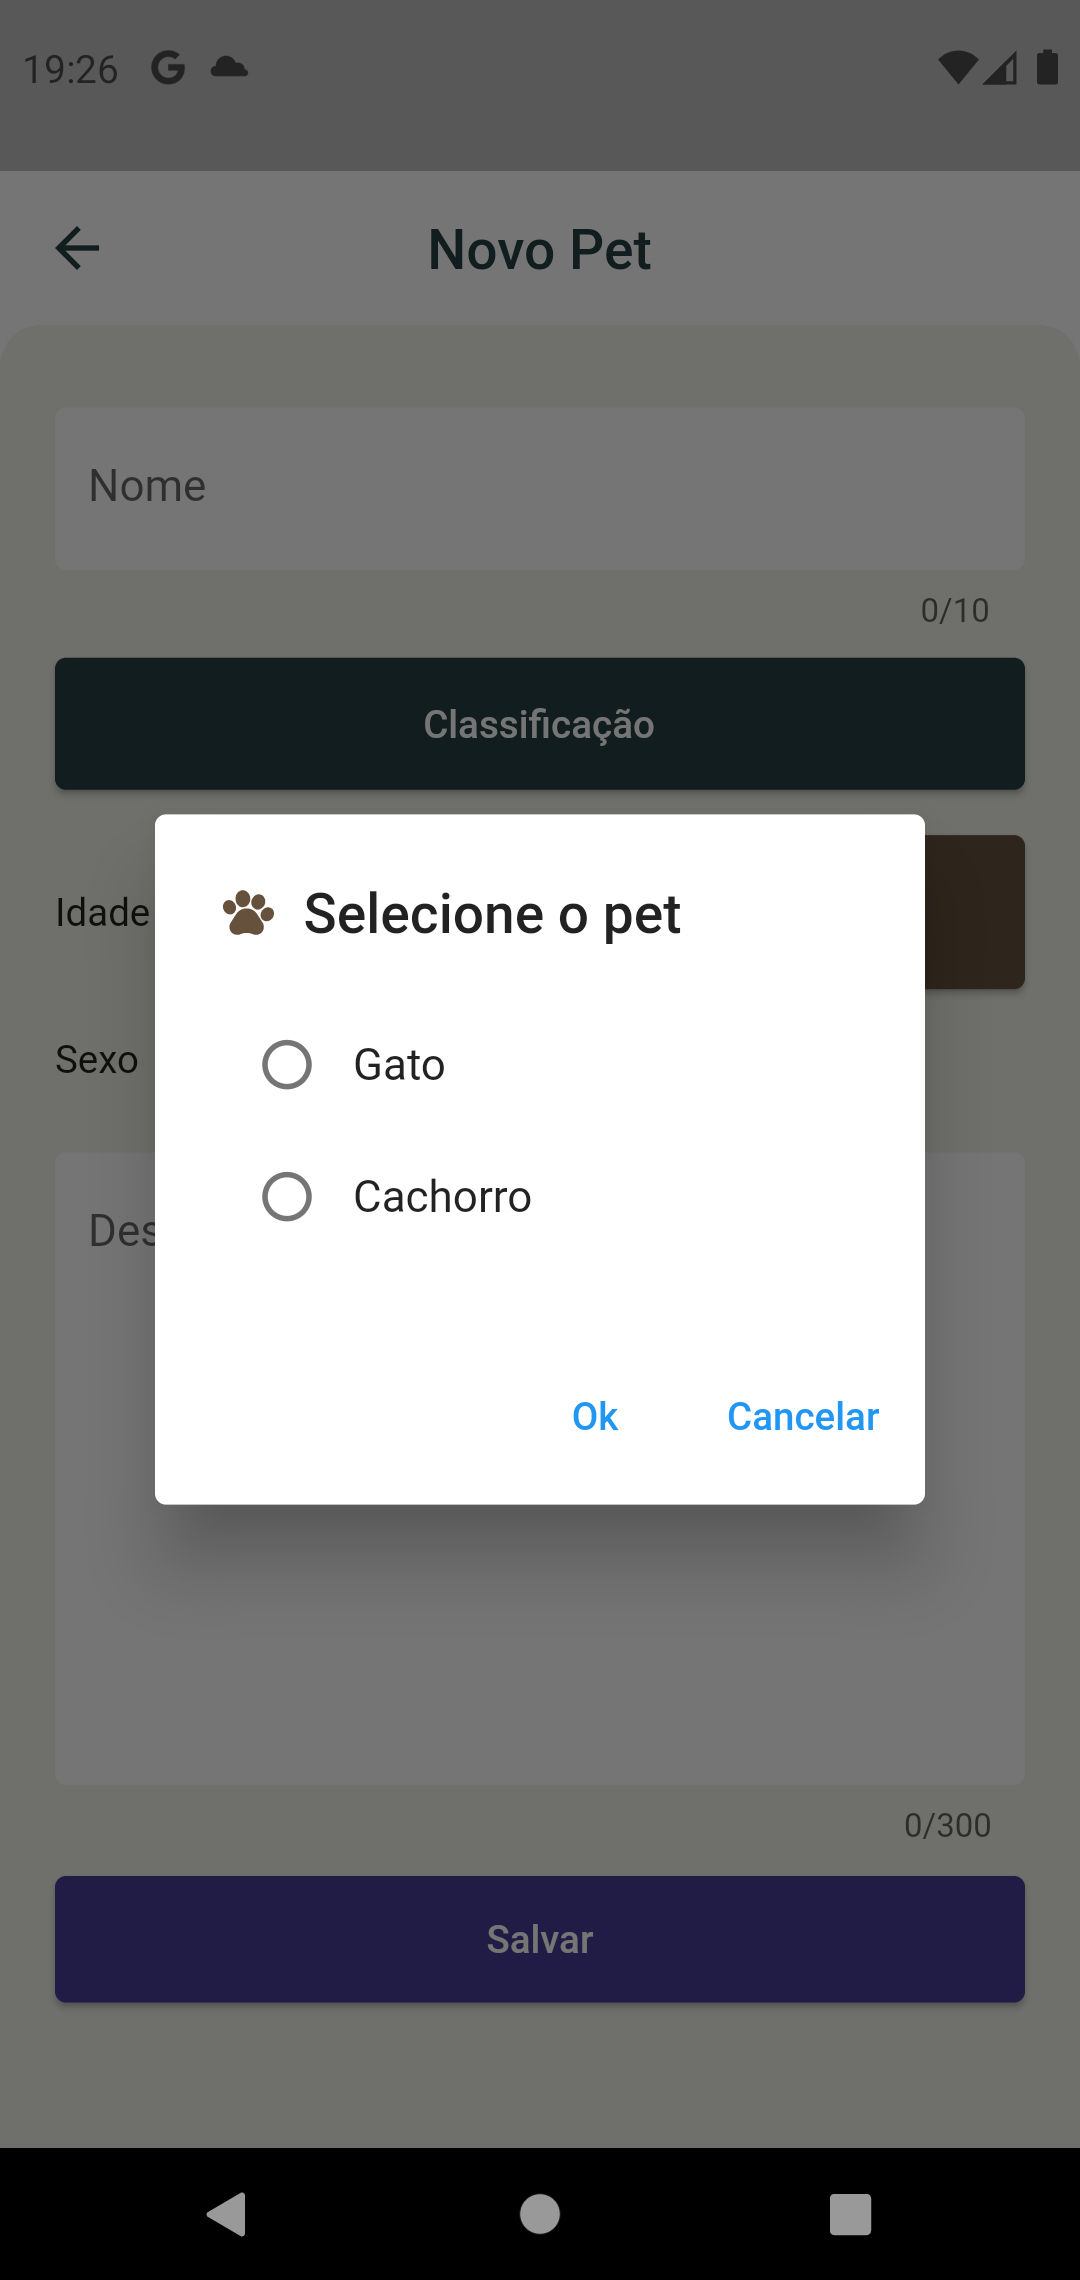 19:26
Novo Pet
Nome
0/10
Classificação
Idade
Selecione o pet
Sexo
Gato
Cachorro
Des
Ok Cancelar
0/300
Salvar